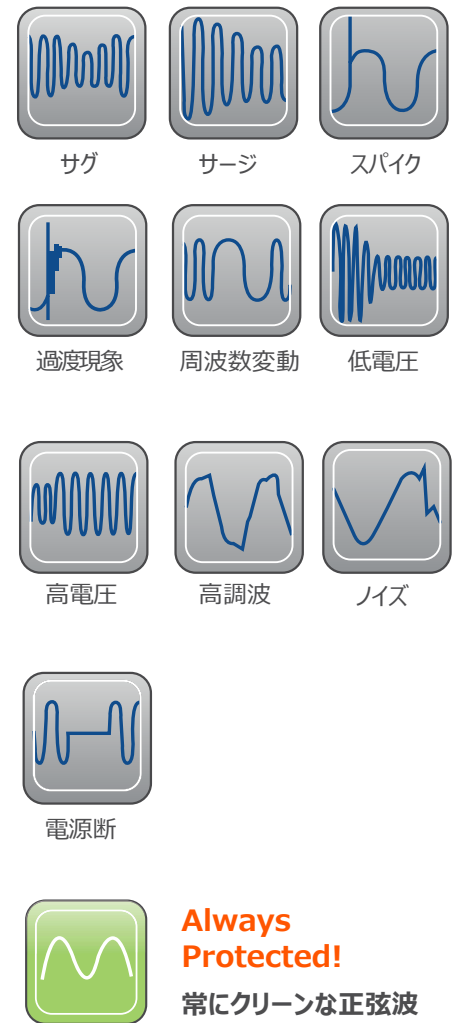 サグ
サージ
スパイク
過度現象
周波数変動
低電圧
高電圧
高調波
ノイズ
電源断
Always
Protected!
常にクリーンな正弦波